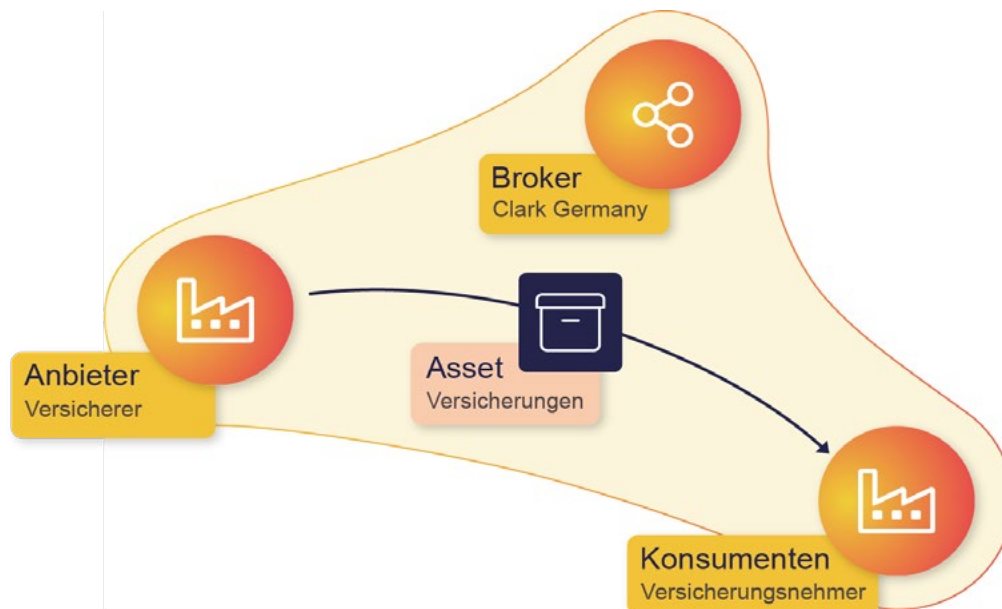 Broker
Clark Germany
Anbieter
Versicherer
Asset
Versicherungen
Konsumenten
Versicherungsnehmer